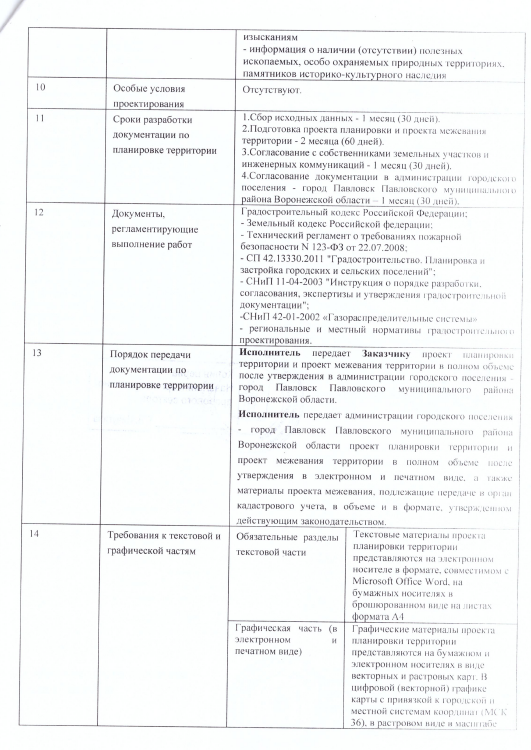 изысканиям
- информация о наличии (отсутствии) полезных
ископаемых, особо охраняемых природных территориях,
памятников историко-культурного наследия
10
Особые условия
проектирования
Отсутствуют.
11
Сроки разработки
документации по
планировке территории
1.Сбор исходных данных - 1 месяц (30 дней).
2.Подготовка проекта планировки и проекта межевания
территории - 2 месяца (60 дней).
3.Согласование с собственниками земельных участков и
инженерных коммуникаций - 1 месяц (30 дней).
4.Согласование документации в администрации городского
поселения - город Павловск Павловского муниципального
района Воронежской области – 1 месяц (30 дней).
12
Документы,
регламентирующие
выполнение работ
Градостроительный кодекс Российской Федерации;
- Земельный кодекс Российской федерации;
- Технический регламент о требованиях пожарной
безопасности N 123-ФЗ от 22.07.2008;
- СП 42.13330.2011 "Градостроительство. Планировка и
застройка городских и сельских поселений";
- СНиП 11-04-2003 "Инструкция о порядке разработки,
согласования, экспертизы и утверждения градостроительной
документации";
-СНиП 42-01-2002 «Газораспределительные системы»
- региональные и местный нормативы градостроительного
проектирования.
13
Порядок передачи
документации по
планировке территории
Исполнитель передает Заказчику проект планировки
территории и проект межевания территории в полном объеме
после утверждения в администрации городского поселения -
город Павловск Павловского муниципального района
Воронежской области.
Исполнитель передает администрации городского поселения
- город Павловск Павловского муниципального района
Воронежской области проект планировки территории и
проект межевания территории в полном объеме после
утверждения в электронном и печатном виде, а также
материалы проекта межевания, подлежащие передаче в орган
кадастрового учета, в объеме и в формате, утвержденном
действующим законодательством.
14
Требования к текстовой и
графической частям
Обязательные разделы
текстовой части
Текстовые материалы проекта
планировки территории
представляются на электронном
носителе в формате, совместимом с
Microsoft Office Word, на
бумажных носителях в
брошюрованном виде на листах
формата А4
Графическая часть (в
электронном и
печатном виде)
Графические материалы проекта
планировки территории
представляются на бумажном и
электронном носителях в виде
векторных и растровых карт. В
цифровой (векторной) графике
карты с привязкой к городской и
местной системам координат (МСК
36), в растровом виде в масштабе